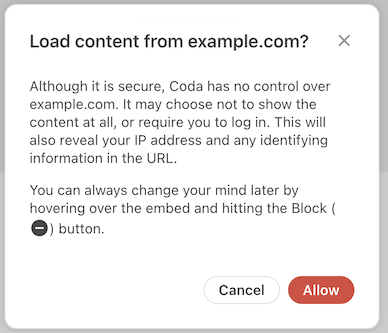 Load content from example.com?
Although it is secure, Coda has no control over
example.com. It may choose not to show the
content at all, or require you to log in. This will
also reveal your IP address and any identifying
information in the URL.
You can always change your mind later by
hovering over the embed and hitting the Block (
) button.
Cancel
Allow